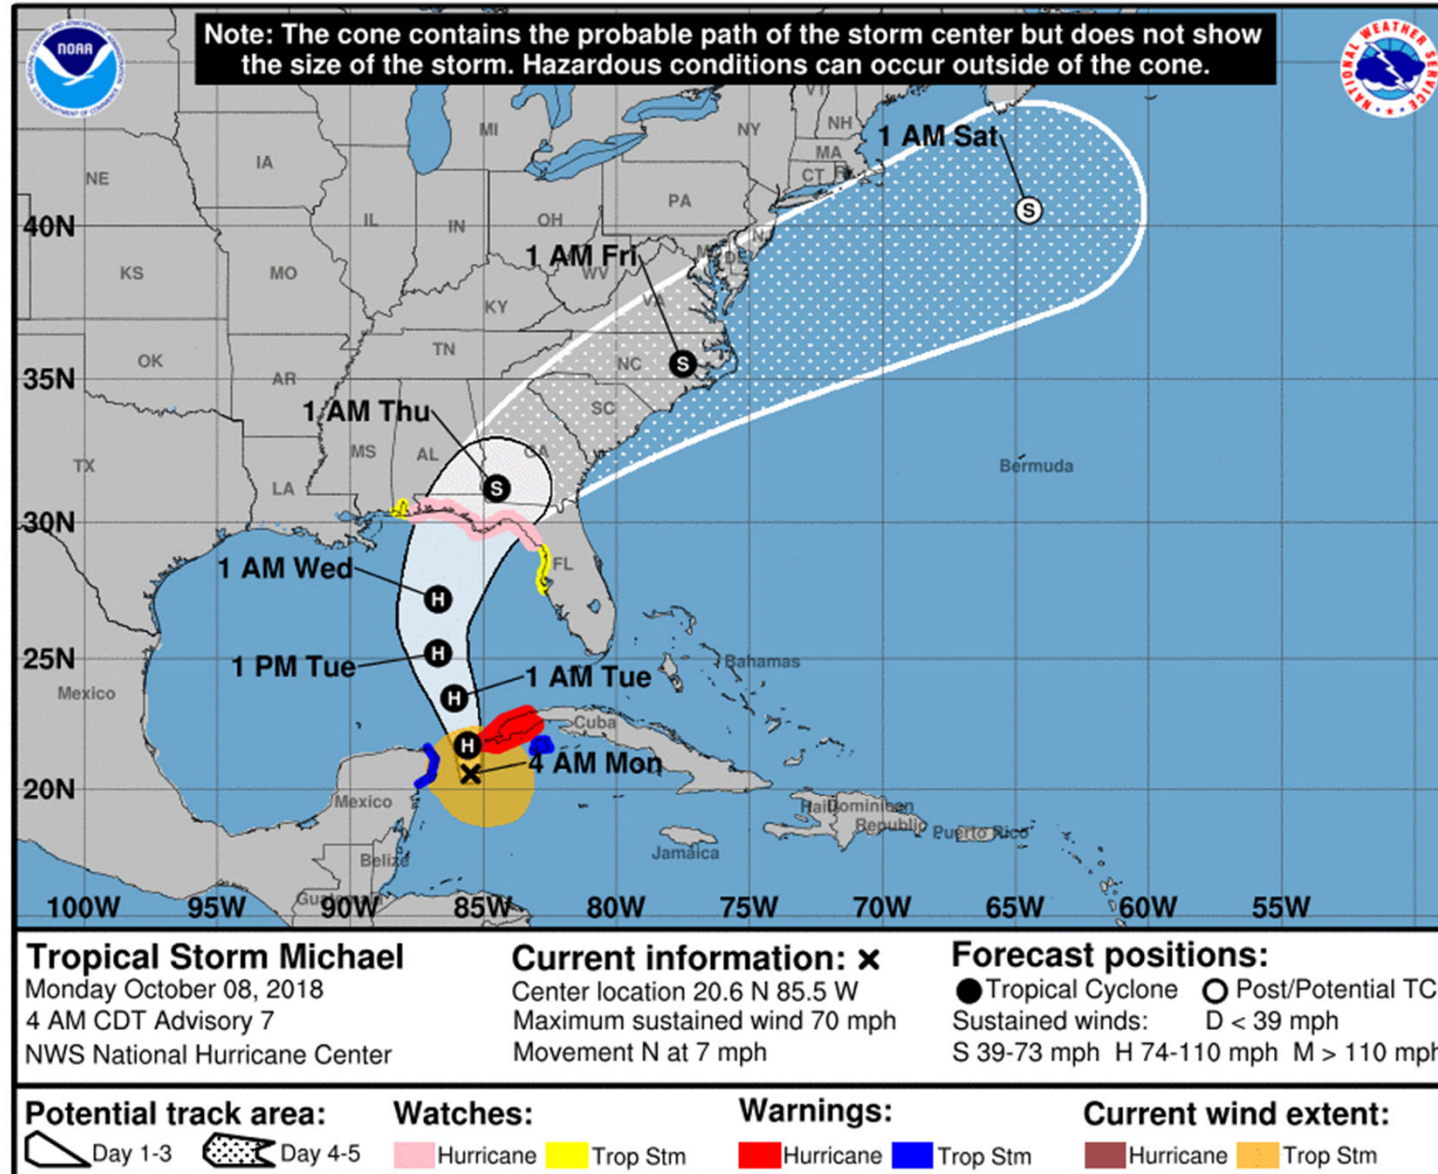 Note: The cone contains the probable path of the storm center but does not show
the size of the storm. Hazardous conditions can occur outside of the cone.
NOAA
NATIONAL WEATHER SERVICE
VT
NH
1 AM Sat
MI
NY
MA
CT
IA
NE
PA
S
IL
IN
OH
40N
1 AM Fri
DE
KS
MO
WV
VA
KY
OK
TN
NC
S
35N
AR
1 AM Thu
SC
MS
AL
GA
TX
Bermuda
LA
S
30N
1 AM Wed
FL
H
H
25N
1 PM Tue
Bahamas
1 AM Tue
Mexico
H
Cuba
H
4 AM Mon
20N
Mexico
Haiti
Dominican
Republic
Puerto Rico
Jamaica
Belize
Guatemala
100W 95W 90W 85W 80W 75W 70W 65W 60W 55W
Tropical Storm Michael
Monday October 08, 2018
4 AM CDT Advisory 7
NWS National Hurricane Center
Current information: ×
Center location 20.6 N 85.5 W
Maximum sustained wind 70 mph
Movement N at 7 mph
Forecast positions:
Tropical Cyclone Post/Potential TC
Sustained winds: D < 39 mph
S 39-73 mph H 74-110 mph M > 110 mph
Potential track area:
Day 1-3 Day 4-5
Watches:
Hurricane Trop Stm
Warnings:
Hurricane Trop Stm
Current wind extent:
Hurricane Trop Stm